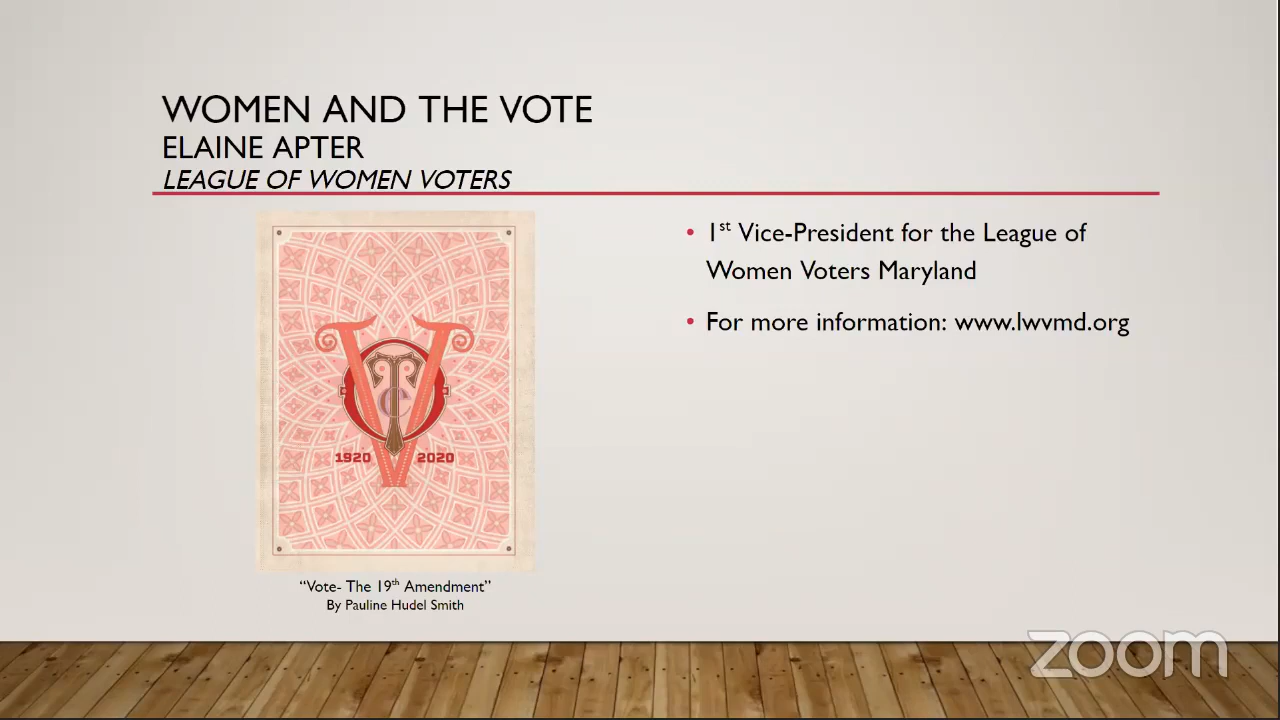 WOMEN AND THE VOTE
ELAINE APTER
LEAGUE OF WOMEN VOTERS
VOTE
1920 2020
“Vote- The 19th Amendment”
By Pauline Hudel Smith
• 1st Vice-President for the League of
Women Voters Maryland
• For more information: www.lwvmd.org
zoom